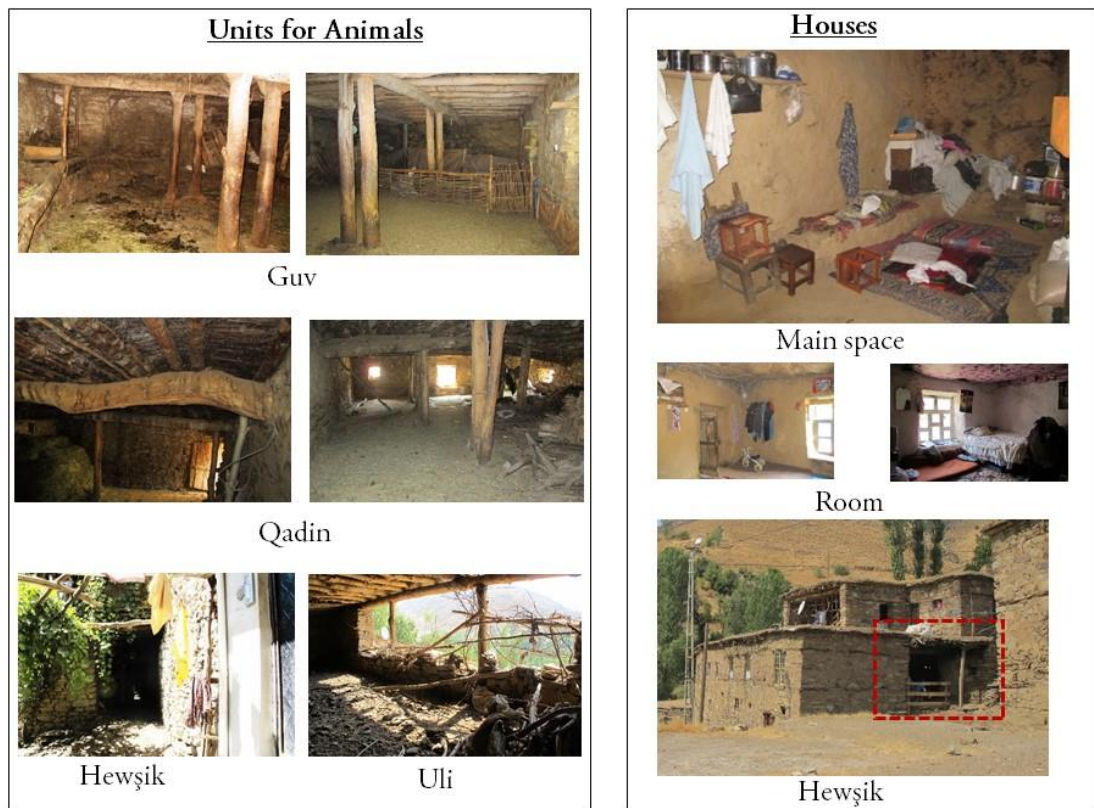 Units for Animals
Guv
Qadin
Hewşik
Uli
Houses
Main space
Room
Hewşik